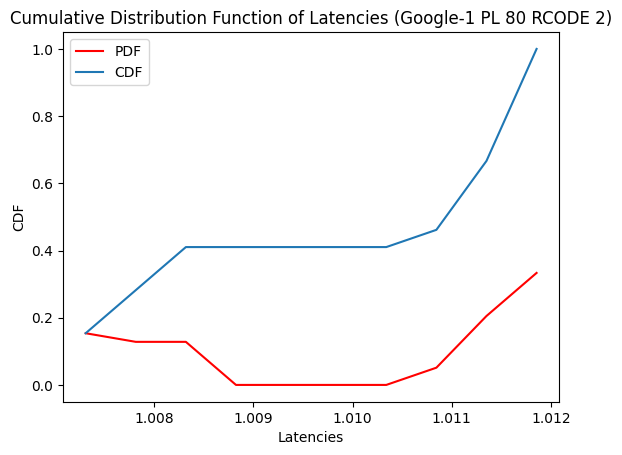 Cumulative Distribution Function of Latencies (Google-1 PL 80 RCODE 2)
PDF
CDF
1.0
0.8
0.6
0.4
0.2
0.0
CDF
1.008
1.009
1.010
1.011
1.012
Latencies